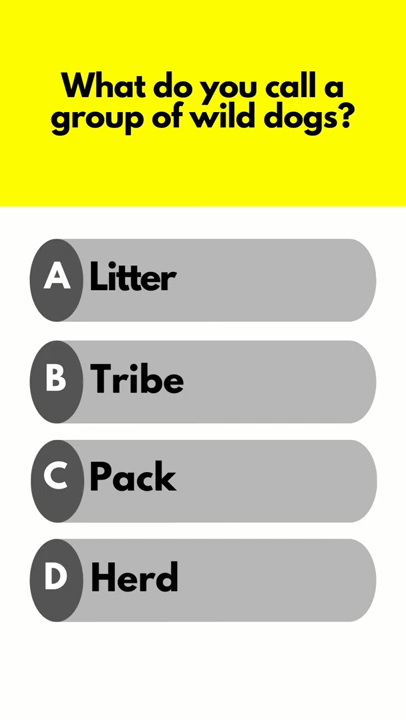 What do you call a
group of wild dogs?
A Litter
B Tribe
C Pack
D Herd